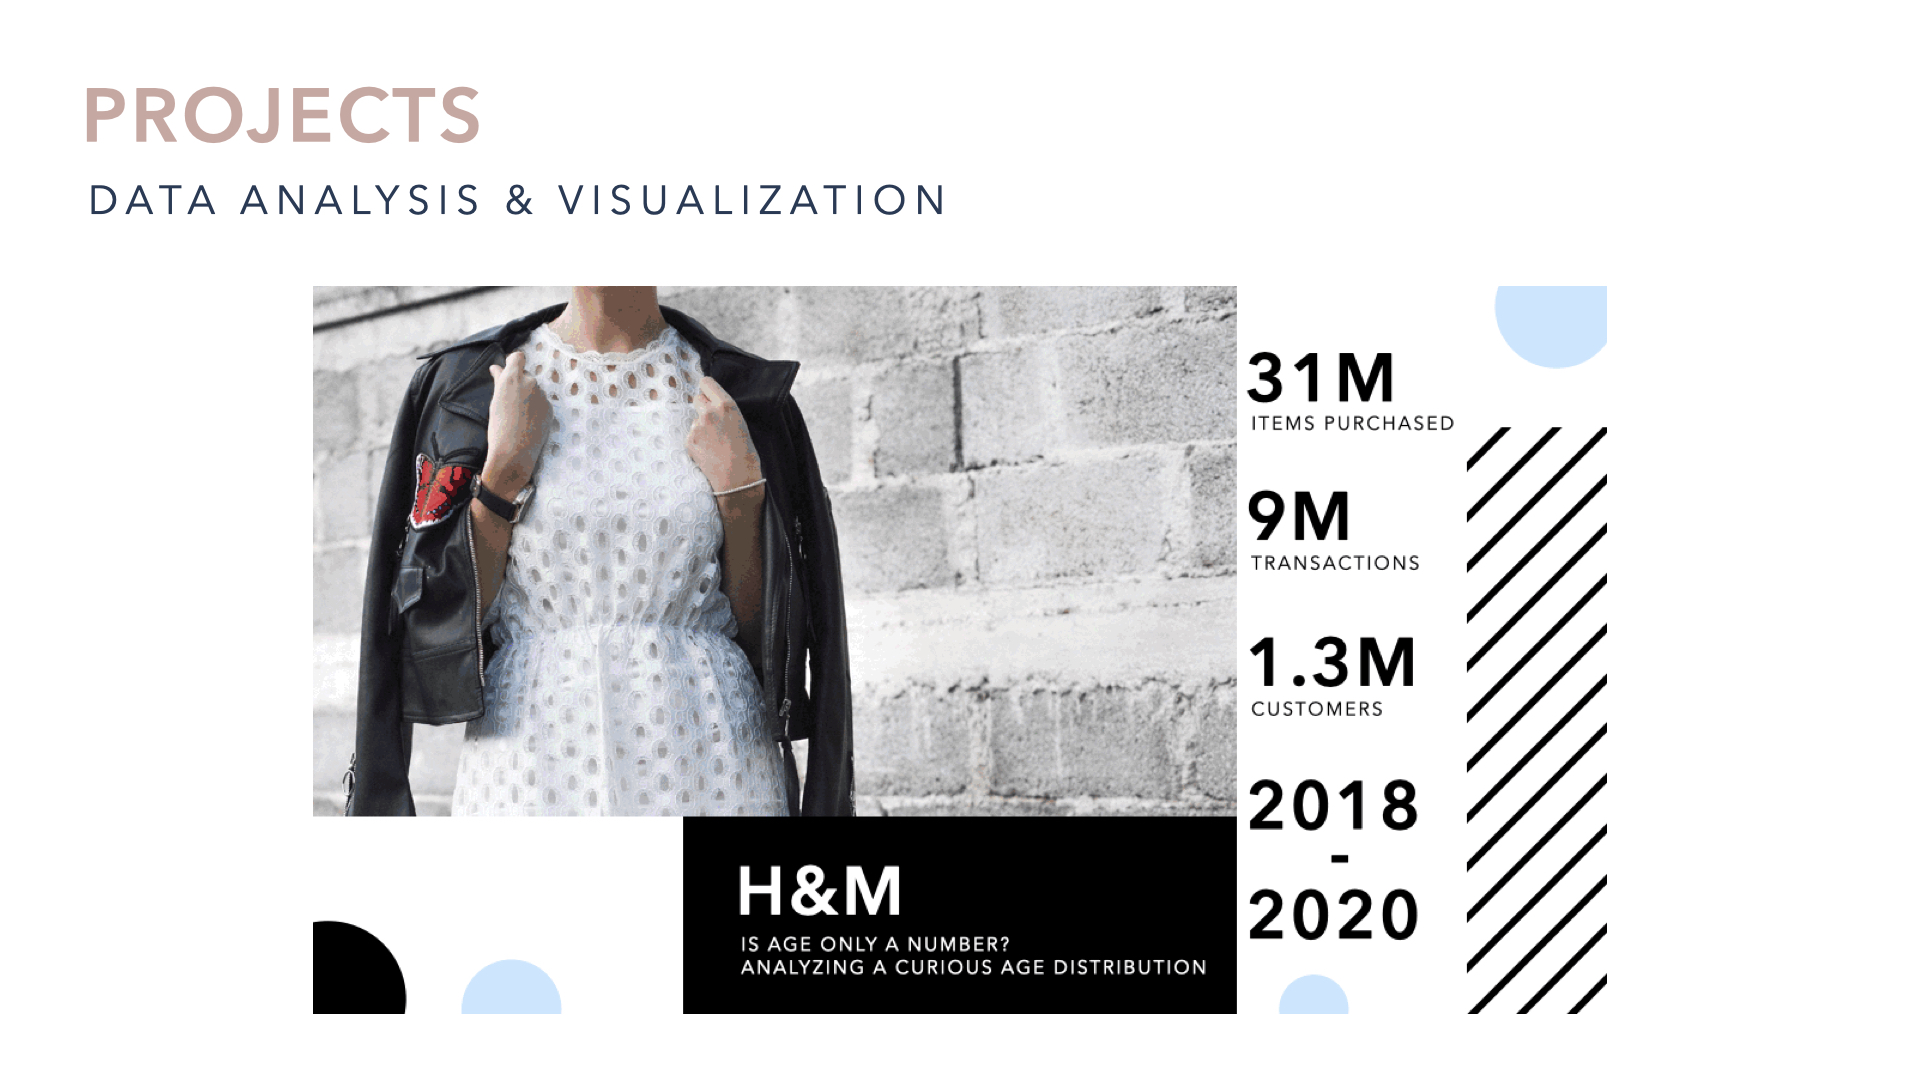 PROJECTS
DATA ANALYSIS & VISUALIZATION
31M
ITEMS PURCHASED
9M
TRANSACTIONS
1.3M
CUSTOMERS
2018
-
2020
H&M
IS AGE ONLY A NUMBER?
ANALYZING A CURIOUS AGE DISTRIBUTION